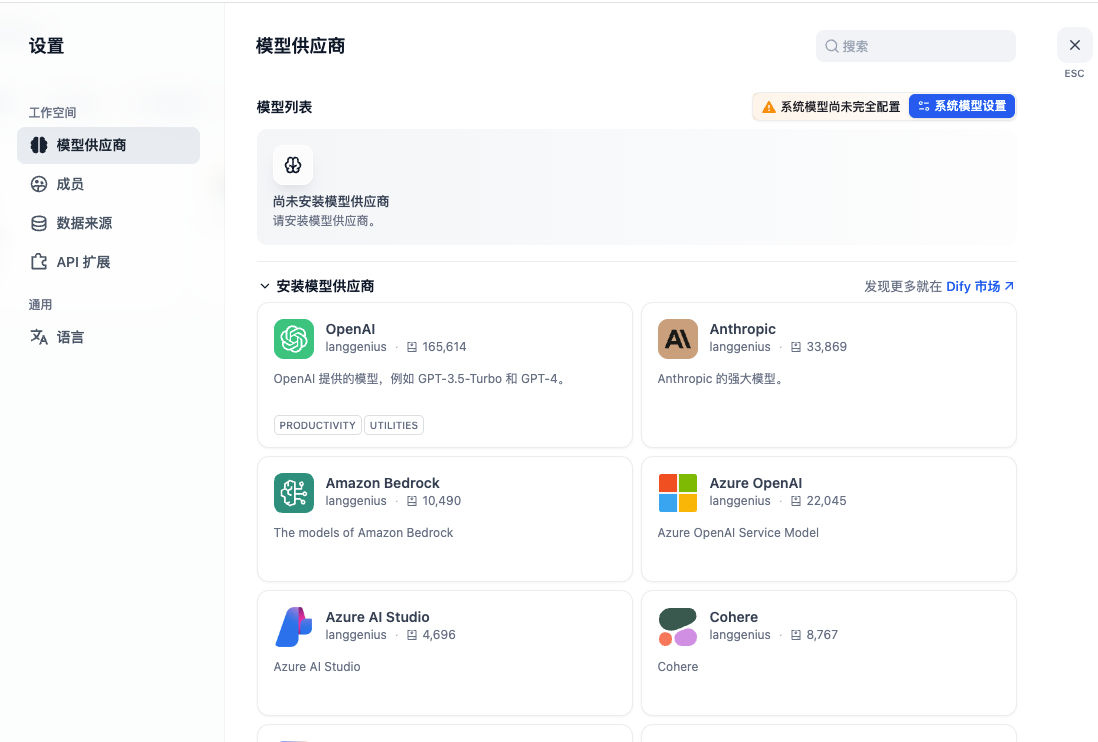 设置
工作空间
模型供应商
成员
数据来源
API 扩展
通用
语言
模型供应商
搜索
ESC
模型列表
系统模型尚未完全配置
系统模型设置
尚未安装模型供应商
请安装模型供应商。
安装模型供应商
发现更多就在 Dify 市场
OpenAI
langgenius · 165,614
OpenAI 提供的模型，例如 GPT-3.5-Turbo 和 GPT-4。
PRODUCTIVITY UTILITIES
Anthropic
langgenius · 33,869
Anthropic 的强大模型。
Amazon Bedrock
langgenius · 10,490
The models of Amazon Bedrock
Azure OpenAI
langgenius · 22,045
Azure OpenAI Service Model
Azure AI Studio
langgenius · 4,696
Azure AI Studio
Cohere
langgenius · 8,767
Cohere